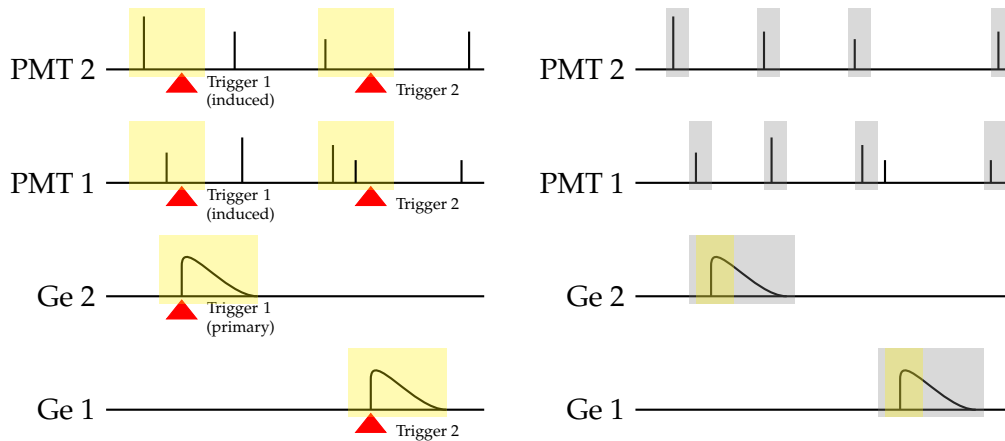 PMT 2
Trigger 1
(induced)
Trigger 2
PMT 2
PMT 1
Trigger 1
(induced)
Trigger 2
PMT 1
Ge 2
Trigger 1
(primary)
Ge 2
Ge 1
Trigger 2
Ge 1